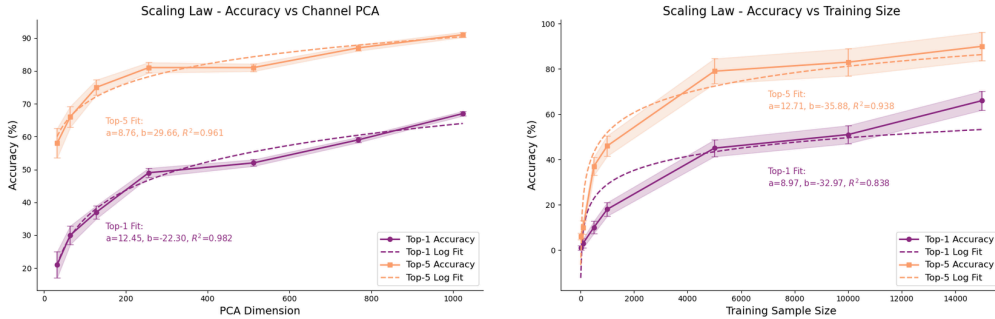 Scaling Law - Accuracy vs Channel PCA
Accuracy (%)
90
80
70
60
50
40
30
20
Top-5 Fit:
a=8.76, b=29.66, R²=0.961
Top-1 Fit:
a=12.45, b=-22.30, R²=0.982
Top-1 Accuracy
Top-1 Log Fit
Top-5 Accuracy
Top-5 Log Fit
0
200
400
600
800
1000
PCA Dimension
Scaling Law - Accuracy vs Training Size
Accuracy (%)
100
80
60
40
20
0
Top-5 Fit:
a=12.71, b=-35.88, R²=0.938
Top-1 Fit:
a=8.97, b=-32.97, R²=0.838
Top-1 Accuracy
Top-1 Log Fit
Top-5 Accuracy
Top-5 Log Fit
0
2000
4000
6000
8000
10000
12000
14000
Training Sample Size